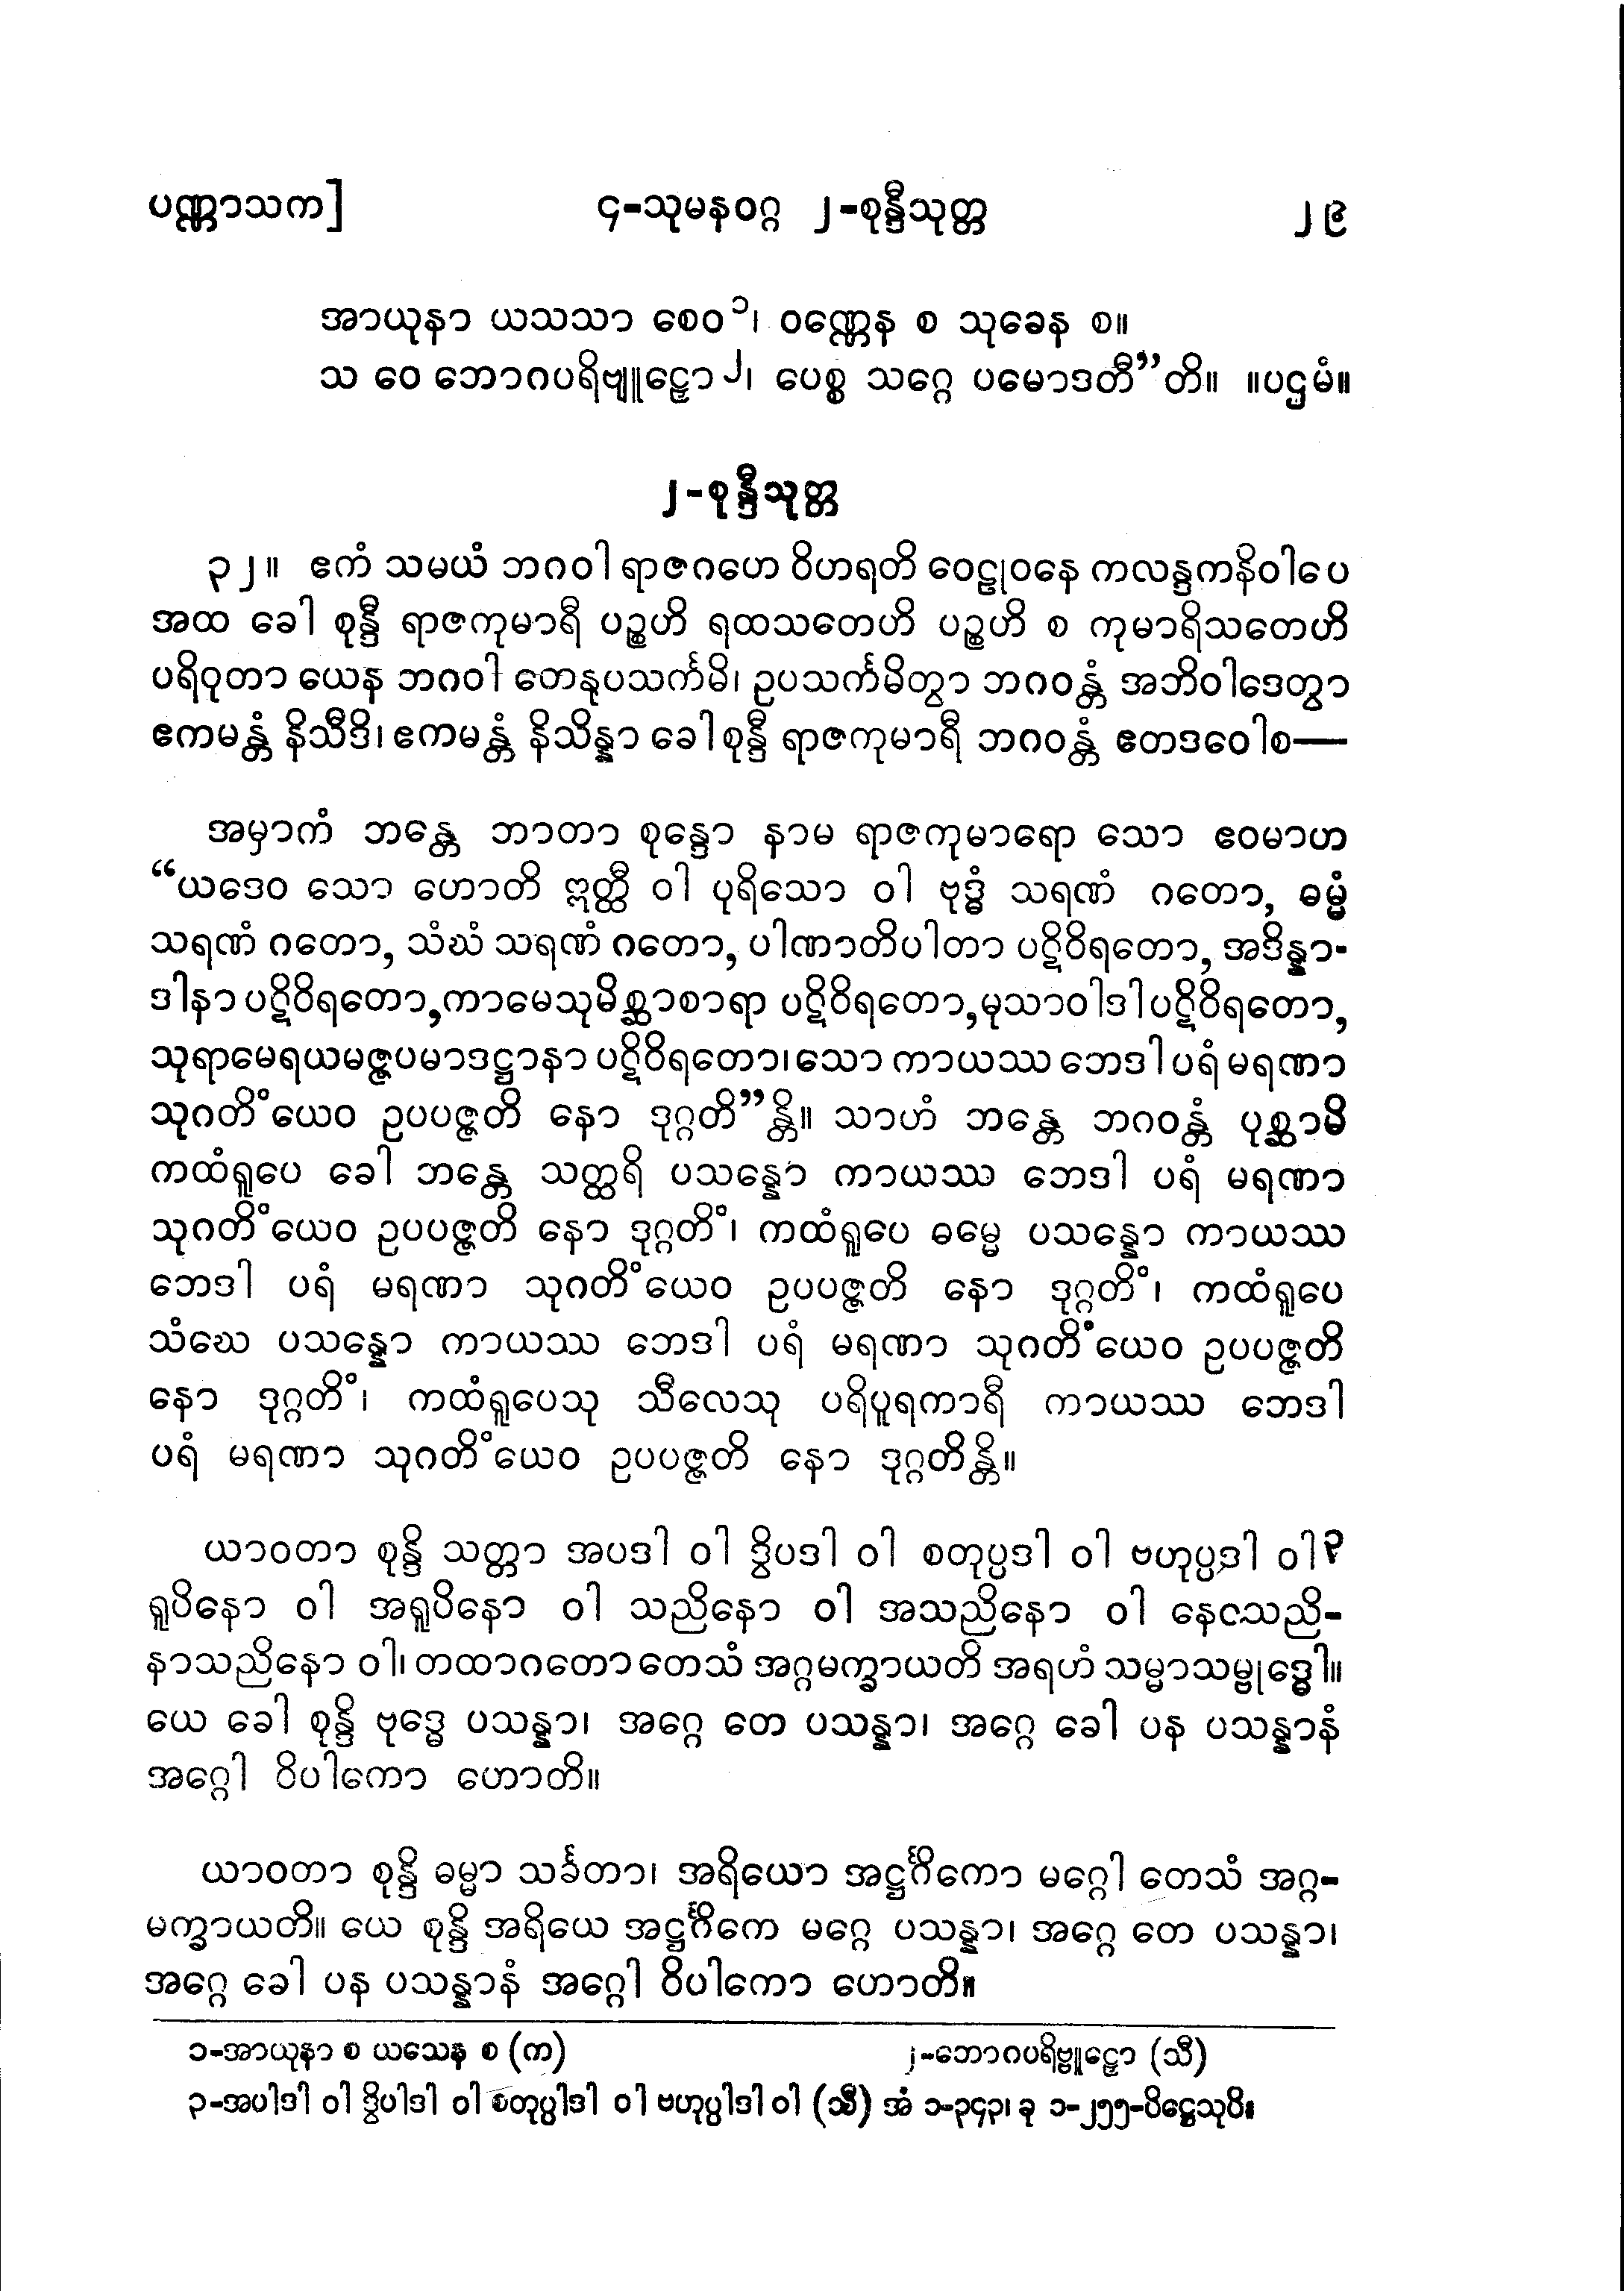 ပဏ္ဏာသက] ၄-သုမနဝဂ္ဂ ၂-စုန္ဒီသုတ္တ ၂၉
အာယုနာ ယသသာ စေဝ၁၊ ဝဏ္ဏေန စ သုခေန စ။
သ ဝေ ဘောဂပရိဗျူဠှော၂၊ ပေစ္စ သဂ္ဂေ ပမောဒတီ”တိ။ ။ပဌမံ။
၂-စုန္ဒီသုတ္တ
၃၂။ ဧကံ သမယံ ဘဂဝါ ရာဇဂဟေ ဝိဟရတိ ဝေဠုဝနေ ကလန္ဒကနိဝါပေ
အထ ခေါ စုန္ဒီ ရာဇကုမာရီ ပဉ္စဟိ ရထသတေဟိ ပဉ္စဟိ စ ကုမာရိသတေဟိ
ပရိဝုတာ ယေန ဘဂဝါ တေနုပသင်္ကမိ၊ ဥပသင်္ကမိတွာ ဘဂဝန္တံ အဘိဝါဒေတွာ
ဧကမန္တံ နိသီဒိ၊ ဧကမန္တံ နိသိန္နာ ခေါ စုန္ဒီ ရာဇကုမာရီ ဘဂဝန္တံ ဧတဒဝေါစ—
အမှာကံ ဘန္တေ ဘာတာ စုန္ဒော နာမ ရာဇကုမာရော သော ဧဝမာဟ
“ယဒေဝ သော ဟောတိ ဣတ္ထီ ဝါ ပုရိသော ဝါ ဗုဒ္ဓံ သရဏံ ဂတော, ဓမ္မံ
သရဏံ ဂတော, သံဃံ သရဏံ ဂတော, ပါဏာတိပါတာ ပဋိဝိရတော, အဒိန္နာ-
ဒါနာ ပဋိဝိရတော, ကာမေသုမိစ္ဆာစာရာ ပဋိဝိရတော, မုသာဝါဒါ ပဋိဝိရတော,
သုရာမေရယမဇ္ဇပမာဒဋ္ဌာနာ ပဋိဝိရတော၊ သော ကာယဿ ဘေဒါ ပရံ မရဏာ
သုဂတိံယေဝ ဥပပဇ္ဇတိ နော ဒုဂ္ဂတိ”န္တိ။ သာဟံ ဘန္တေ ဘဂဝန္တံ ပုစ္ဆာမိ
ကထံရူပေ ခေါ ဘန္တေ သတ္ထရိ ပသန္နော ကာယဿ ဘေဒါ ပရံ မရဏာ
သုဂတိံယေဝ ဥပပဇ္ဇတိ နော ဒုဂ္ဂတိံ၊ ကထံရူပေ ဓမ္မေ ပသန္နော ကာယဿ
ဘေဒါ ပရံ မရဏာ သုဂတိံယေဝ ဥပပဇ္ဇတိ နော ဒုဂ္ဂတိံ၊ ကထံရူပေ
သံဃေ ပသန္နော ကာယဿ ဘေဒါ ပရံ မရဏာ သုဂတိံယေဝ ဥပပဇ္ဇတိ
နော ဒုဂ္ဂတိံ၊ ကထံရူပေသု သီလေသု ပရိပူရကာရီ ကာယဿ ဘေဒါ
ပရံ မရဏာ သုဂတိံယေဝ ဥပပဇ္ဇတိ နော ဒုဂ္ဂတိန္တိ။
ယာဝတာ စုန္ဒိ သတ္တာ အပဒါ ဝါ ဒွိပဒါ ဝါ စတုပ္ပဒါ ဝါ ဗဟုပ္ပဒါ ဝါ၃
ရူပိနော ဝါ အရူပိနော ဝါ သညိနော ဝါ အသညိနော ဝါ နေဝသညိ-
နာသညိနော ဝါ၊ တထာဂတော တေသံ အဂ္ဂမက္ခာယတိ အရဟံ သမ္မာသမ္ဗုဒ္ဓေါ။
ယေ ခေါ စုန္ဒိ ဗုဒ္ဓေ ပသန္နာ၊ အဂ္ဂေ တေ ပသန္နာ၊ အဂ္ဂေ ခေါ ပန ပသန္နာနံ
အဂ္ဂေါ ဝိပါကော ဟောတိ။
ယာဝတာ စုန္ဒိ ဓမ္မာ သင်္ခတာ၊ အရိယော အဋ္ဌင်္ဂိကော မဂ္ဂေါ တေသံ အဂ္ဂ-
မက္ခာယတိ။ ယေ စုန္ဒိ အရိယေ အဋ္ဌင်္ဂိကေ မဂ္ဂေ ပသန္နာ၊ အဂ္ဂေ တေ ပသန္နာ၊
အဂ္ဂေ ခေါ ပန ပသန္နာနံ အဂ္ဂေါ ဝိပါကော ဟောတိ။
၁-အာယုနာ စ ယသေန စ (က) ၂-ဘောဂပရိဗ္ဗူဠှော (သီ)
၃-အပါဒါ ဝါ ဒွိပါဒါ ဝါ စတုပ္ပါဒါ ဝါ ဗဟုပ္ပါဒါ ဝါ (သီ) အံ ၁-၃၄၃၊ ခု ၁-၂၅၅-ပိဋ္ဌေသုပိ။